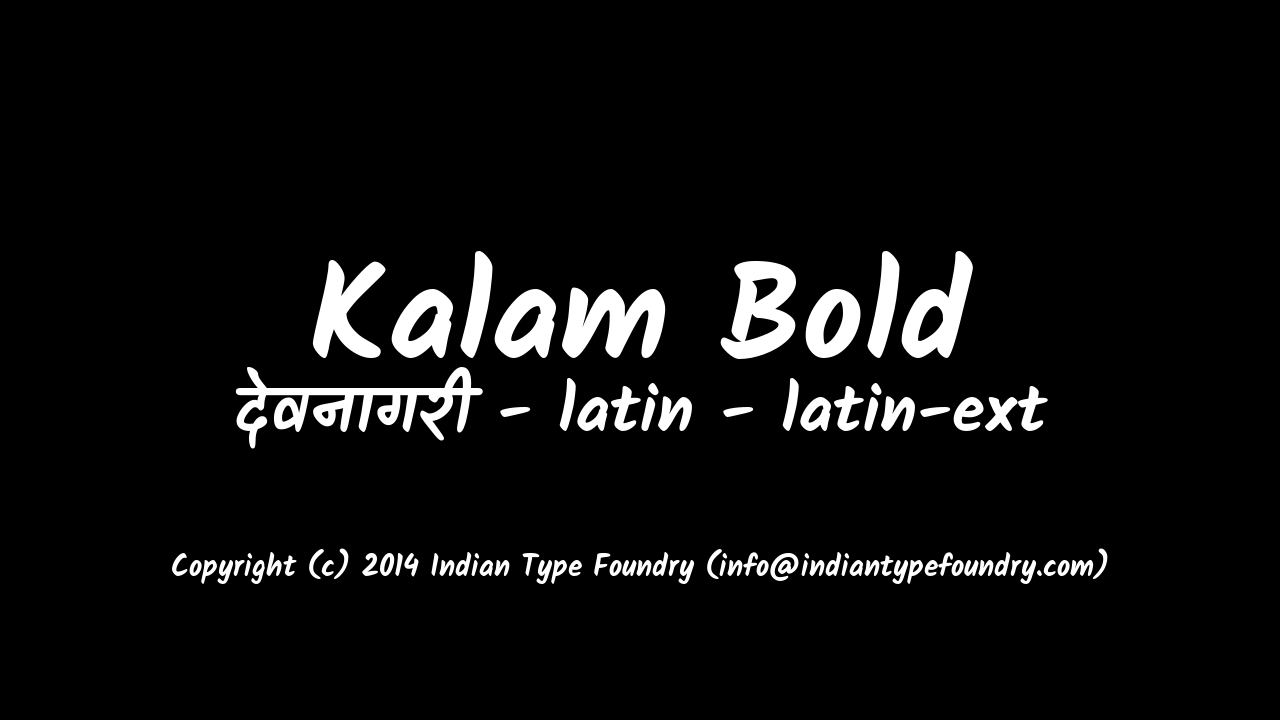 Kalam Bold
देवनागरी - latin - latin-ext
Copyright (c) 2014 Indian Type Foundry (info@indiantypefoundry.com)